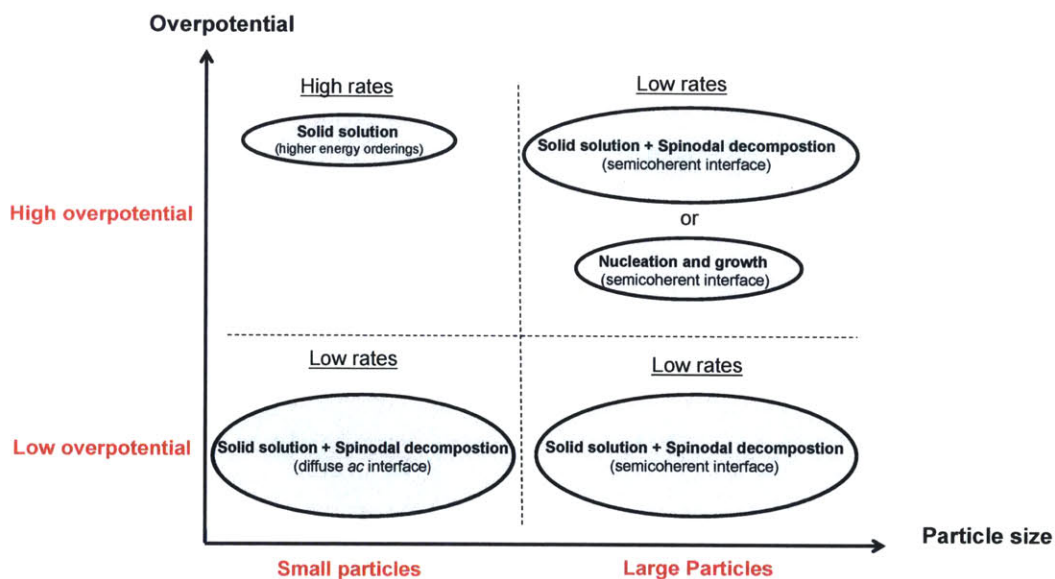 Overpotential
High rates
Solid solution
(higher energy orderings)
Low rates
Solid solution + Spinodal decompostion
(semicoherent interface)
or
Nucleation and growth
(semicoherent interface)
High overpotential
Low rates
Solid solution + Spinodal decompostion
(diffuse ac interface)
Low rates
Solid solution + Spinodal decompostion
(semicoherent interface)
Low overpotential
Particle size
Small particles
Large Particles